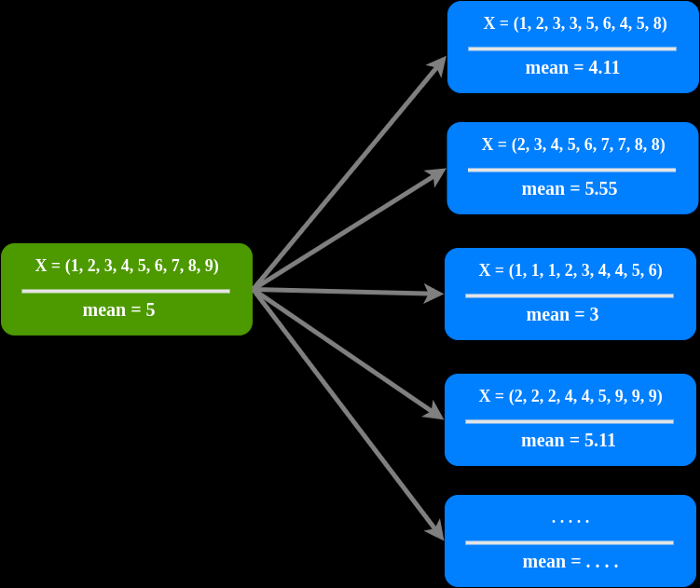 X = (1, 2, 3, 3, 5, 6, 4, 5, 8)
mean = 4.11
X = (2, 3, 4, 5, 6, 7, 7, 8, 8)
mean = 5.55
X = (1, 2, 3, 4, 5, 6, 7, 8, 9)
mean = 5
X = (1, 1, 1, 2, 3, 4, 4, 5, 6)
mean = 3
X = (2, 2, 2, 4, 4, 5, 9, 9, 9)
mean = 5.11
. . . . .
mean = . . . .